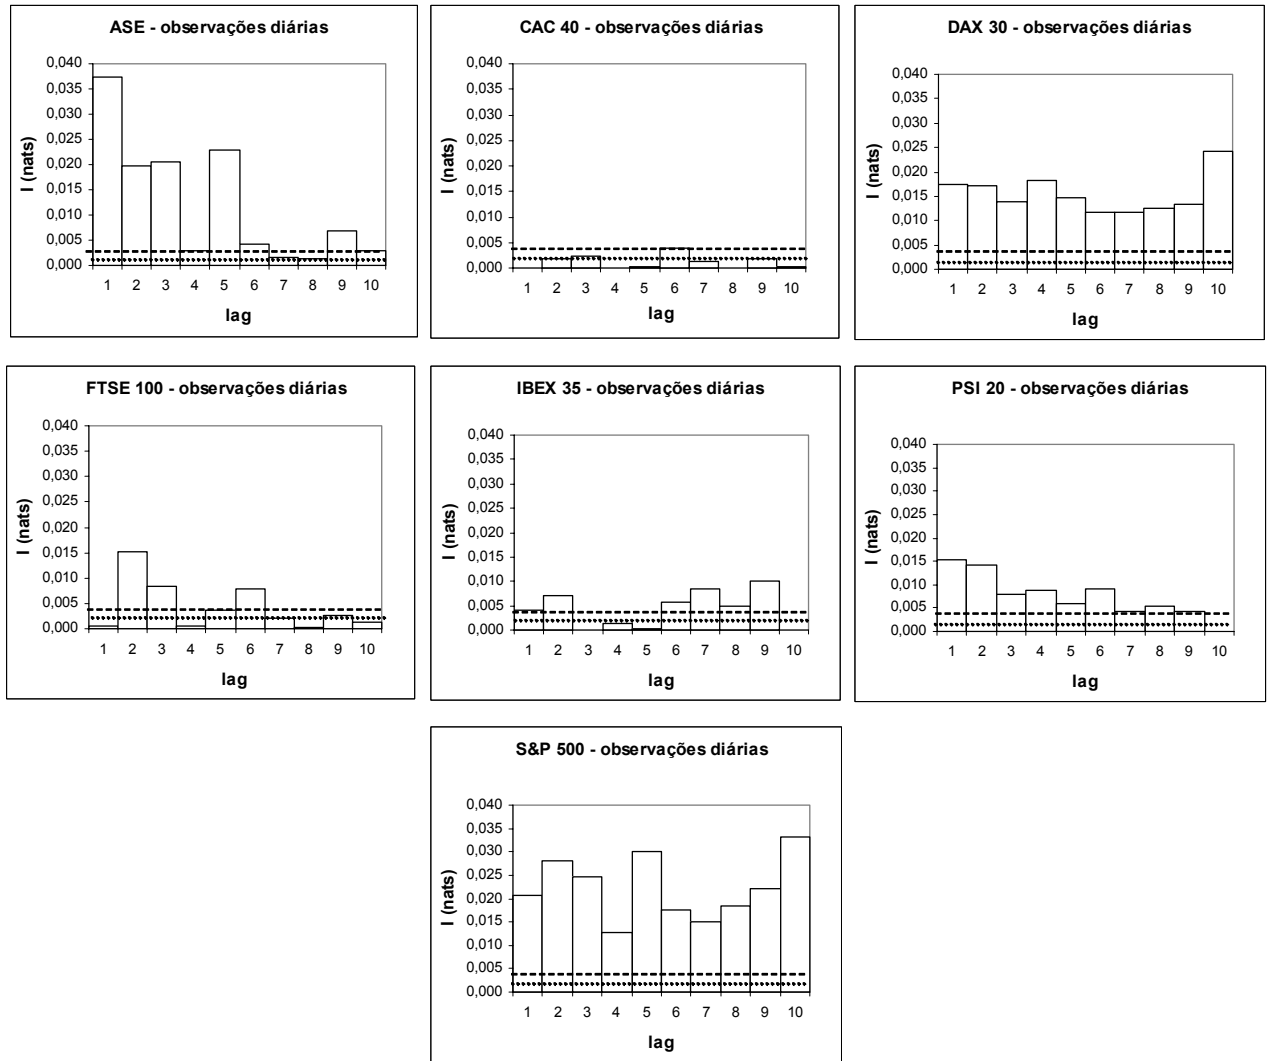 ASE - observações diárias
0,040
0,035
0,030
0,025
0,020
0,015
0,010
0,005
0,000
I (nats)
1 2 3 4 5 6 7 8 9 10
lag
CAC 40 - observações diárias
0,040
0,035
0,030
0,025
0,020
0,015
0,010
0,005
0,000
I (nats)
1 2 3 4 5 6 7 8 9 10
lag
DAX 30 - observações diárias
0,040
0,035
0,030
0,025
0,020
0,015
0,010
0,005
0,000
I (nats)
1 2 3 4 5 6 7 8 9 10
lag
FTSE 100 - observações diárias
0,040
0,035
0,030
0,025
0,020
0,015
0,010
0,005
0,000
I (nats)
1 2 3 4 5 6 7 8 9 10
lag
IBEX 35 - observações diárias
0,040
0,035
0,030
0,025
0,020
0,015
0,010
0,005
0,000
I (nats)
1 2 3 4 5 6 7 8 9 10
lag
PSI 20 - observações diárias
0,040
0,035
0,030
0,025
0,020
0,015
0,010
0,005
0,000
I (nats)
1 2 3 4 5 6 7 8 9 10
lag
S&P 500 - observações diárias
0,040
0,035
0,030
0,025
0,020
0,015
0,010
0,005
0,000
I (nats)
1 2 3 4 5 6 7 8 9 10
lag